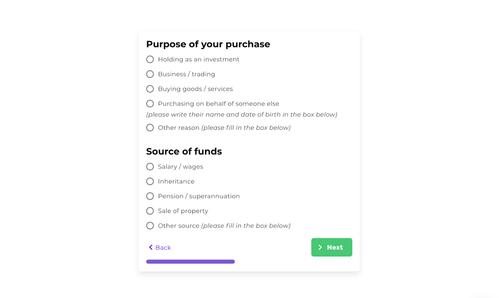 Purpose of your purchase
Holding as an investment
Business / trading
Buying goods / services
Purchasing on behalf of someone else
(please write their name and date of birth in the box below)
Other reason (please fill in the box below)
Source of funds
Salary / wages
Inheritance
Pension / superannuation
Sale of property
Other source (please fill in the box below)
Back
Next